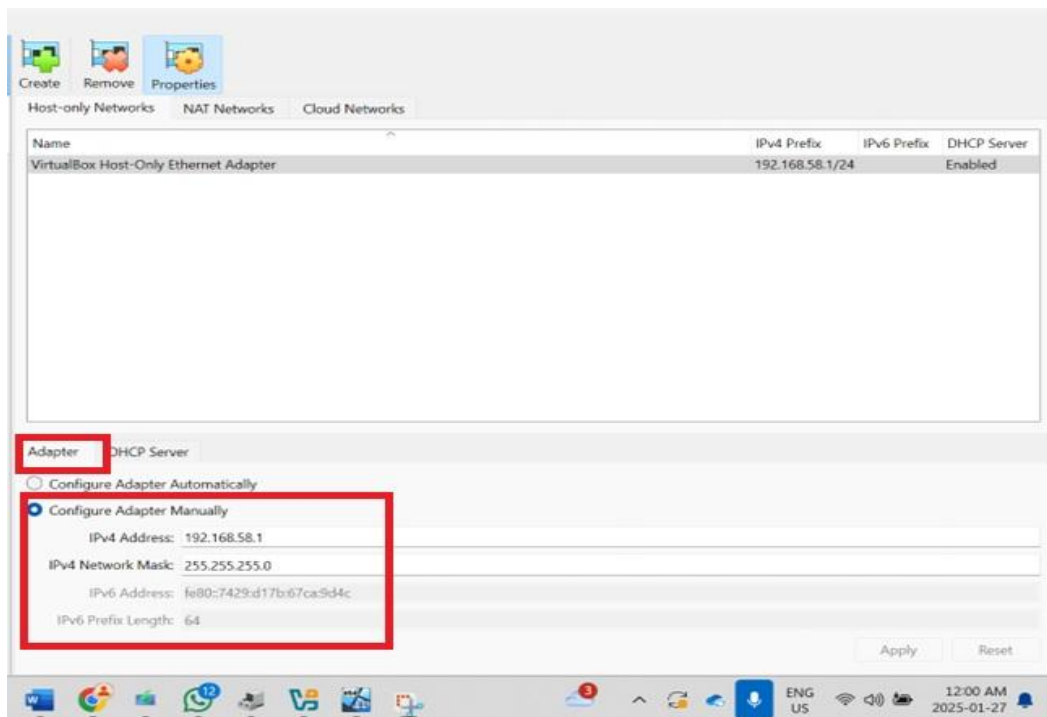 Create Remove Properties
Host-only Networks NAT Networks Cloud Networks
Name IPv4 Prefix IPv6 Prefix DHCP Server
VirtualBox Host-Only Ethernet Adapter 192.168.58.1/24 Enabled
Adapter DHCP Server
Configure Adapter Automatically
Configure Adapter Manually
IPv4 Address: 192.168.58.1
IPv4 Network Mask: 255.255.255.0
IPv6 Address: fe80::7429:d17b:67ca:9d4c
IPv6 Prefix Length: 64
Apply Reset
12 3 ENG 12:00 AM
US 2025-01-27